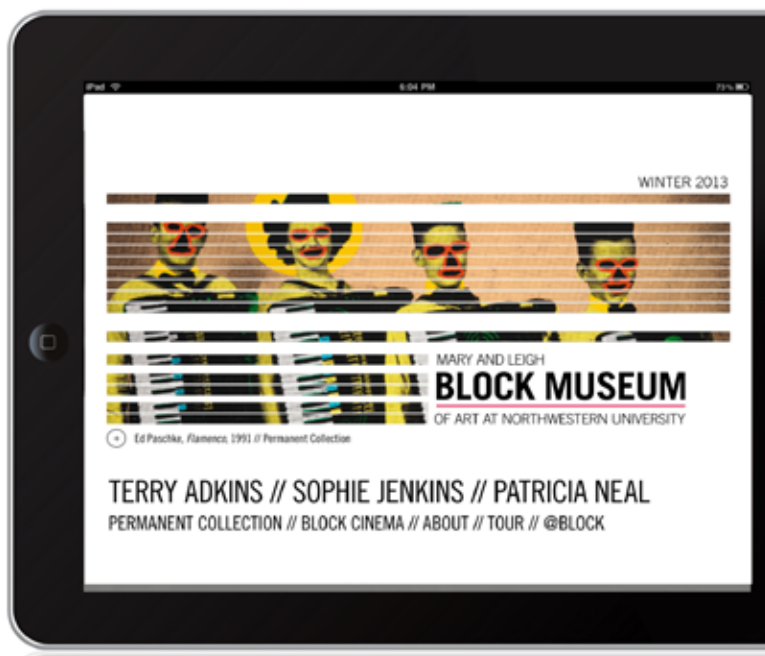 iPad 6:04 PM 73%
WINTER 2013
MARY AND LEIGH
BLOCK MUSEUM
OF ART AT NORTHWESTERN UNIVERSITY
Ed Paschke, Flamenco, 1991 // Permanent Collection
TERRY ADKINS // SOPHIE JENKINS // PATRICIA NEAL
PERMANENT COLLECTION // BLOCK CINEMA // ABOUT // TOUR // @BLOCK